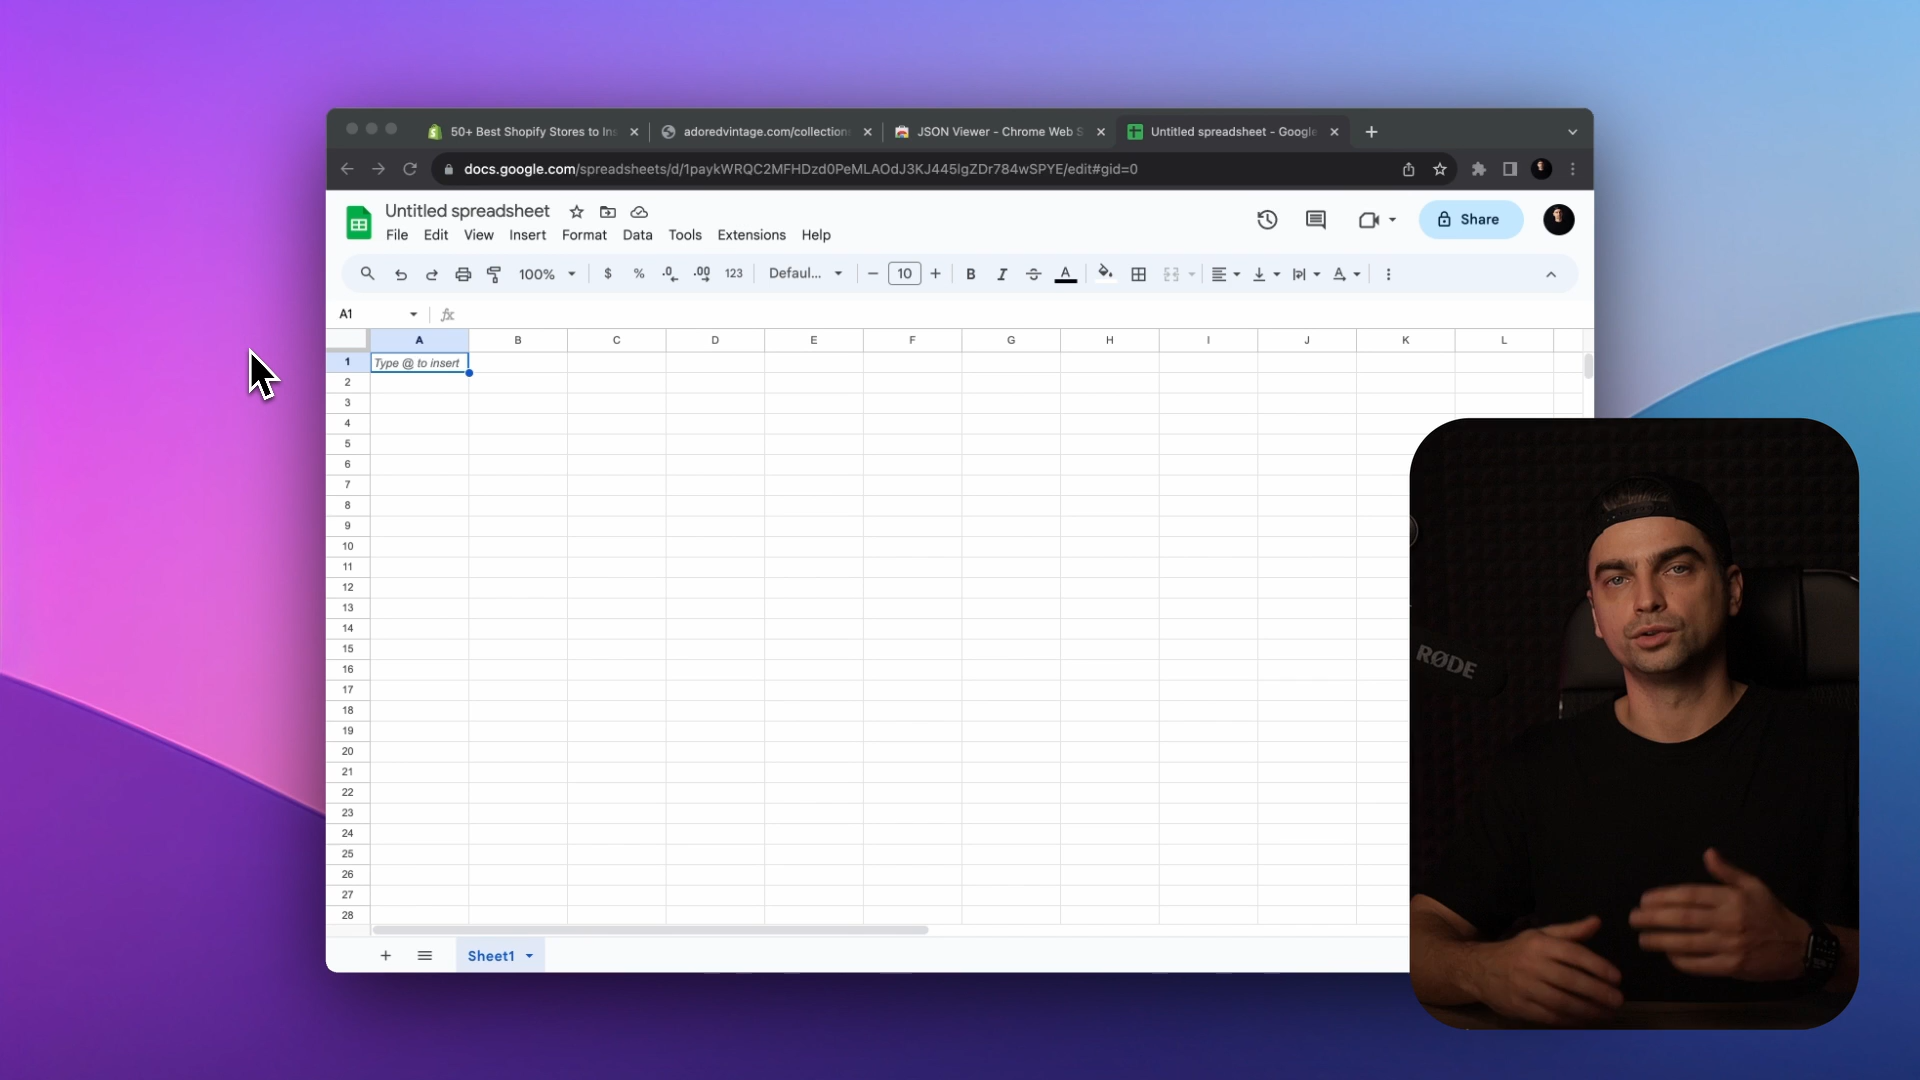 50+ Best Shopify Stores to Ins
adoredvintage.com/collection
JSON Viewer - Chrome Web S
Untitled spreadsheet - Google
docs.google.com/spreadsheets/d/1paykWRQC2MFHDzd0PeMLAOdJ3KJ445lgZDr784wSPYE/edit#gid=0
Untitled spreadsheet
File Edit View Insert Format Data Tools Extensions Help
Share
100% $ % .0 .00 123 Defaul... 10 B I A
A1 fx
A B C D E F G H I J K L
1 Type @ to insert
2
3
4
5
6
7
8
9
10
11
12
13
14
15
16
17
18
19
20
21
22
23
24
25
26
27
28
Sheet1
RØDE